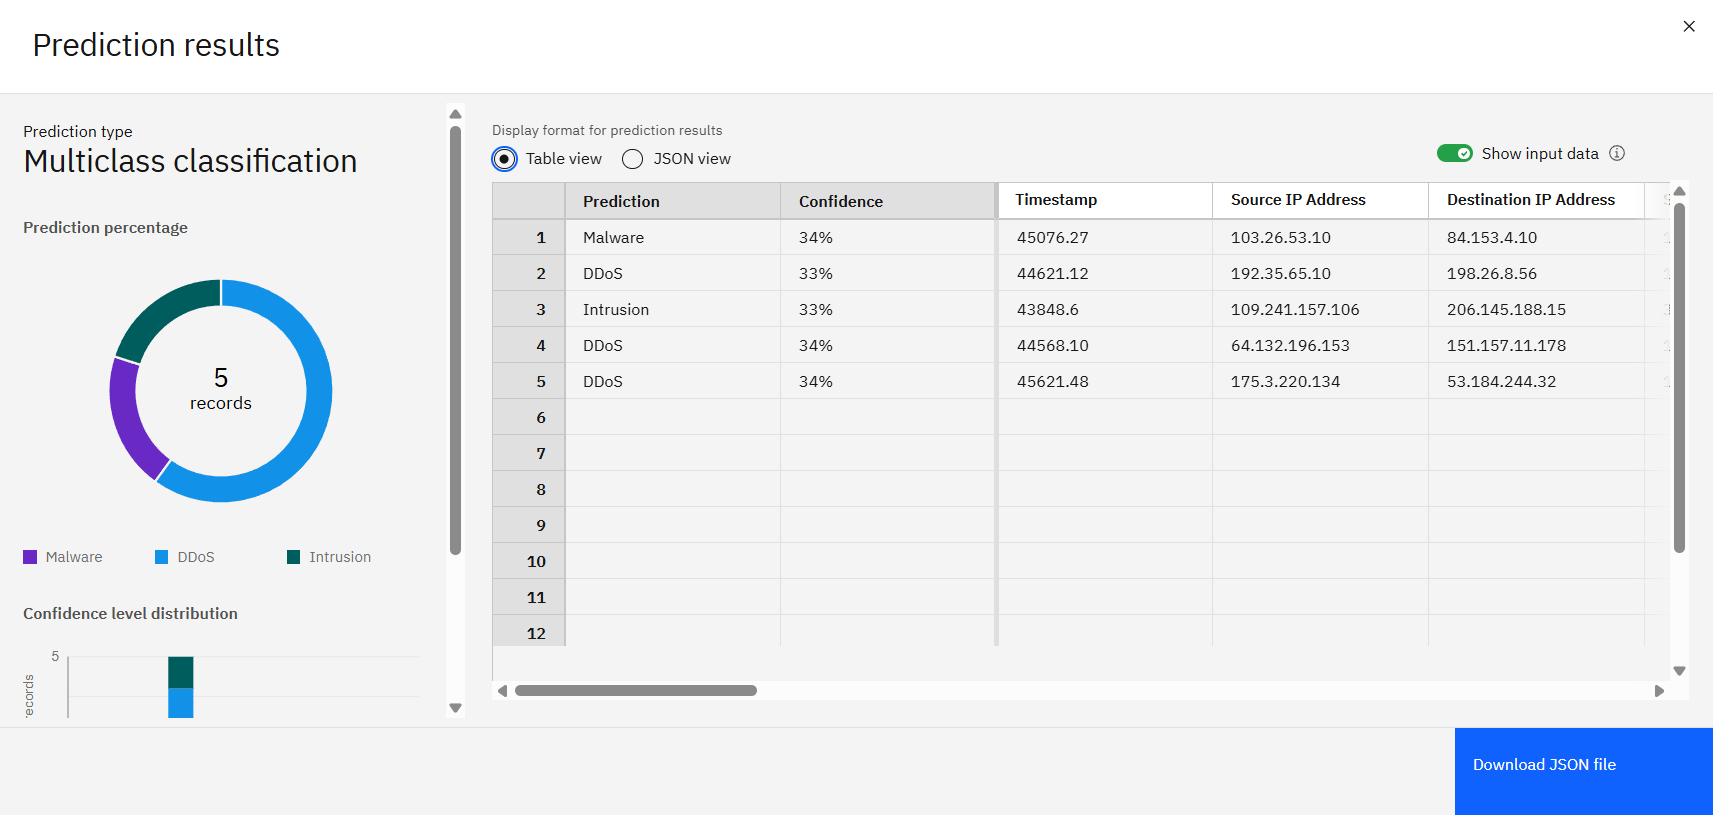 Prediction results
Prediction type
Multiclass classification
Prediction percentage
5
records
Malware DDoS Intrusion
Confidence level distribution
5
records
Display format for prediction results
Table view JSON view
Show input data
Prediction Confidence Timestamp Source IP Address Destination IP Address
1 Malware 34% 45076.27 103.26.53.10 84.153.4.10
2 DDoS 33% 44621.12 192.35.65.10 198.26.8.56
3 Intrusion 33% 43848.6 109.241.157.106 206.145.188.15
4 DDoS 34% 44568.10 64.132.196.153 151.157.11.178
5 DDoS 34% 45621.48 175.3.220.134 53.184.244.32
6
7
8
9
10
11
12
Download JSON file